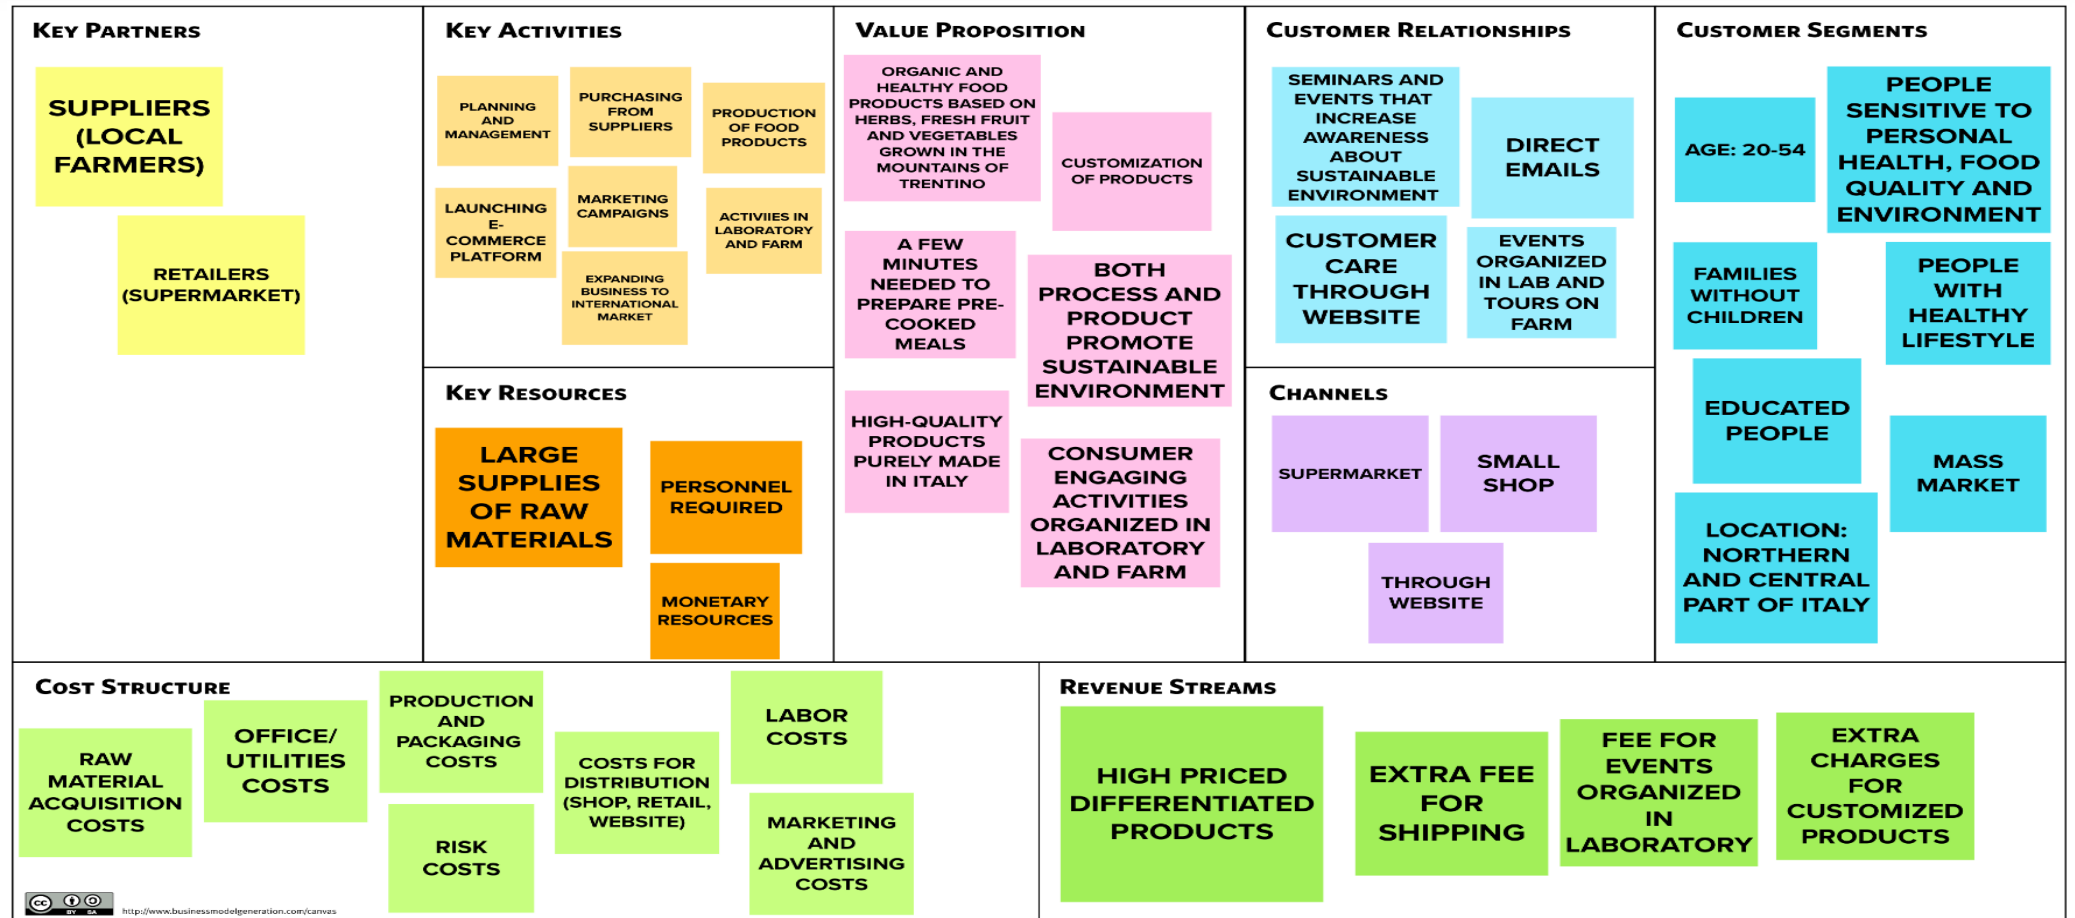 KEY PARTNERS
SUPPLIERS
(LOCAL
FARMERS)
RETAILERS
(SUPERMARKET)
KEY ACTIVITIES
PLANNING
AND
MANAGEMENT
PURCHASING
FROM
SUPPLIERS
PRODUCTION
OF FOOD
PRODUCTS
LAUNCHING
E-
COMMERCE
PLATFORM
MARKETING
CAMPAIGNS
ACTIVIIES IN
LABORATORY
AND FARM
EXPANDING
BUSINESS TO
INTERNATIONAL
MARKET
KEY RESOURCES
LARGE
SUPPLIES
OF RAW
MATERIALS
PERSONNEL
REQUIRED
MONETARY
RESOURCES
VALUE PROPOSITION
ORGANIC AND
HEALTHY FOOD
PRODUCTS BASED ON
HERBS, FRESH FRUIT
AND VEGETABLES
GROWN IN THE
MOUNTAINS OF
TRENTINO
CUSTOMIZATION
OF PRODUCTS
A FEW
MINUTES
NEEDED TO
PREPARE PRE-
COOKED
MEALS
BOTH
PROCESS AND
PRODUCT
PROMOTE
SUSTAINABLE
ENVIRONMENT
HIGH-QUALITY
PRODUCTS
PURELY MADE
IN ITALY
CONSUMER
ENGAGING
ACTIVITIES
ORGANIZED IN
LABORATORY
AND FARM
CUSTOMER RELATIONSHIPS
SEMINARS AND
EVENTS THAT
INCREASE
AWARENESS
ABOUT
SUSTAINABLE
ENVIRONMENT
DIRECT
EMAILS
CUSTOMER
CARE
THROUGH
WEBSITE
EVENTS
ORGANIZED
IN LAB AND
TOURS ON
FARM
CHANNELS
SUPERMARKET
SMALL
SHOP
THROUGH
WEBSITE
CUSTOMER SEGMENTS
AGE: 20-54
PEOPLE
SENSITIVE TO
PERSONAL
HEALTH, FOOD
QUALITY AND
ENVIRONMENT
FAMILIES
WITHOUT
CHILDREN
PEOPLE
WITH
HEALTHY
LIFESTYLE
EDUCATED
PEOPLE
MASS
MARKET
LOCATION:
NORTHERN
AND CENTRAL
PART OF ITALY
COST STRUCTURE
RAW
MATERIAL
ACQUISITION
COSTS
OFFICE/
UTILITIES
COSTS
PRODUCTION
AND
PACKAGING
COSTS
RISK
COSTS
COSTS FOR
DISTRIBUTION
(SHOP, RETAIL,
WEBSITE)
LABOR
COSTS
MARKETING
AND
ADVERTISING
COSTS
CC BY SA
http://www.businessmodelgeneration.com/canvas
REVENUE STREAMS
HIGH PRICED
DIFFERENTIATED
PRODUCTS
EXTRA FEE
FOR
SHIPPING
FEE FOR
EVENTS
ORGANIZED
IN
LABORATORY
EXTRA
CHARGES
FOR
CUSTOMIZED
PRODUCTS